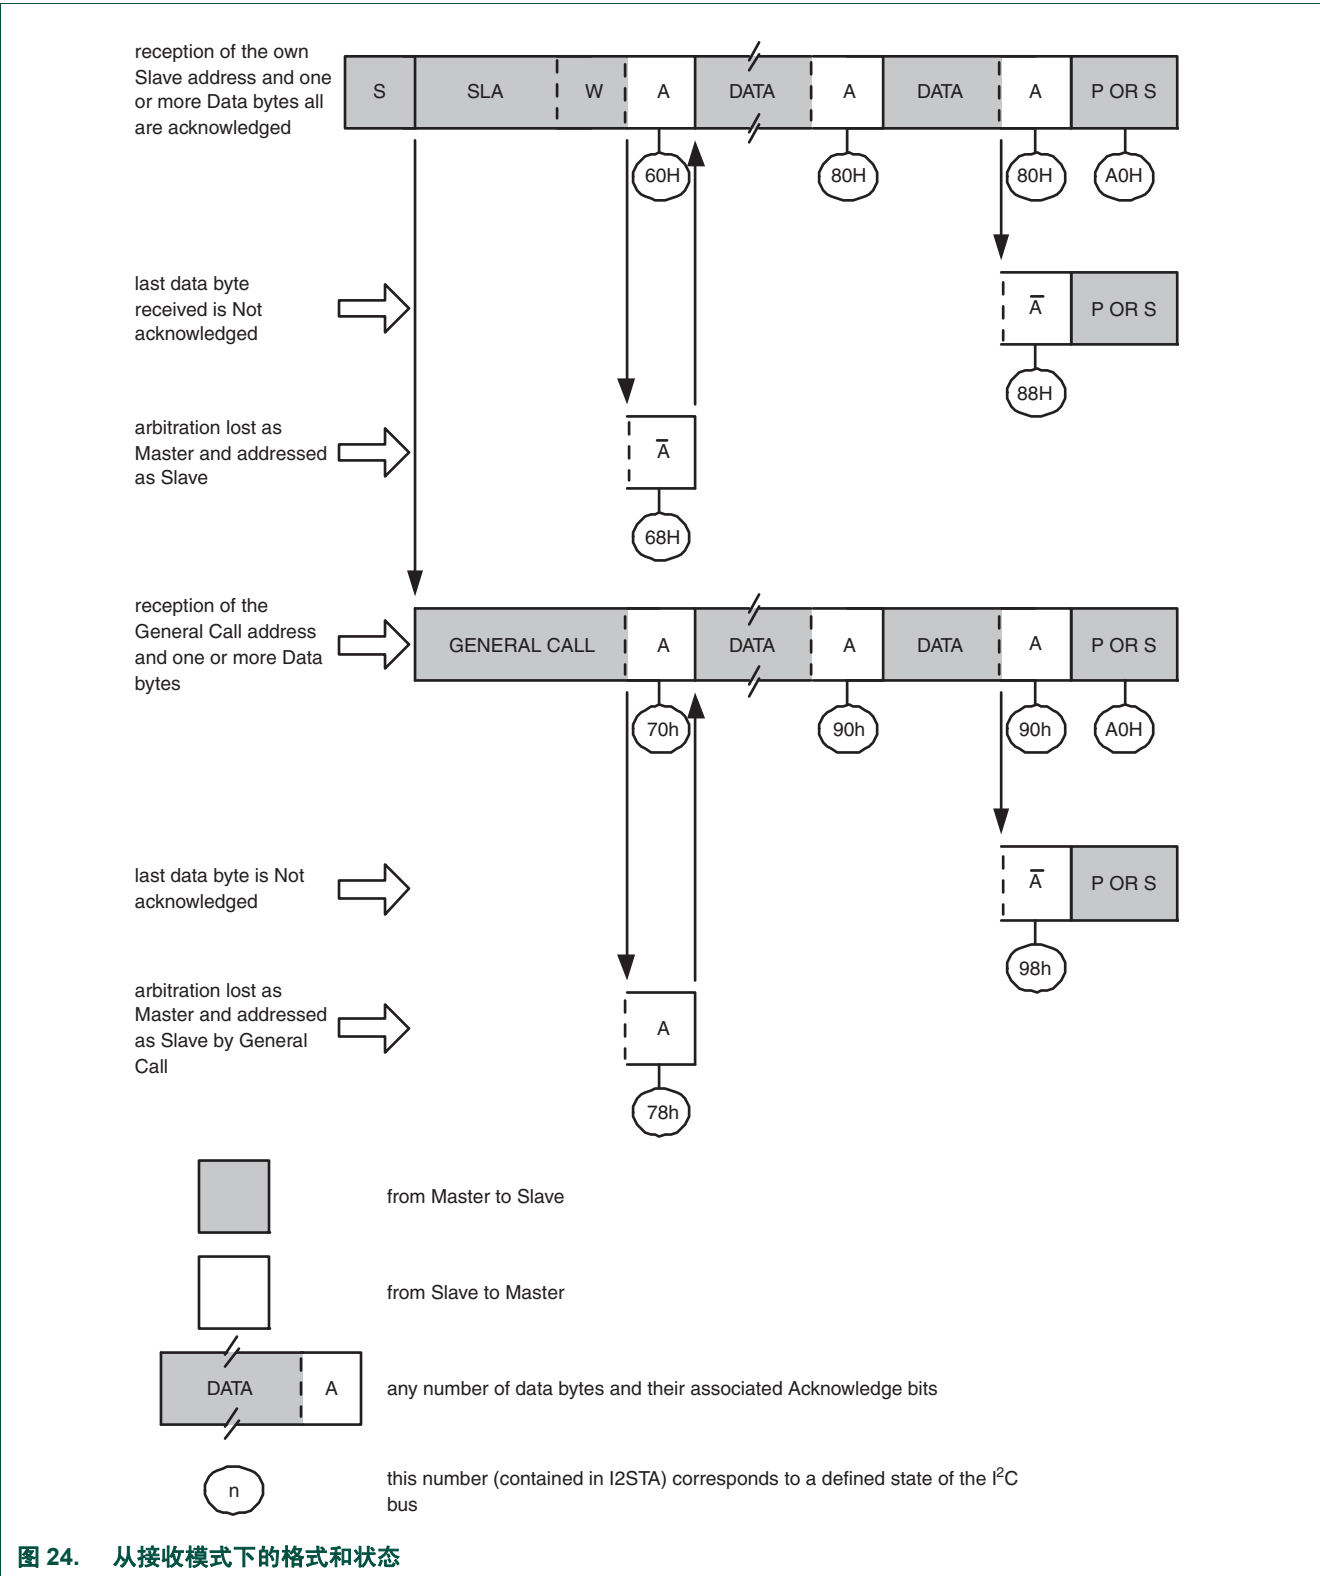 reception of the own
Slave address and one
or more Data bytes all
are acknowledged
S SLA W A DATA A DATA A P OR S
60H 80H 80H A0H
last data byte
received is Not
acknowledged
A̅ P OR S
88H
arbitration lost as
Master and addressed
as Slave
A̅
68H
reception of the
General Call address
and one or more Data
bytes
GENERAL CALL A DATA A DATA A P OR S
70h 90h 90h A0H
last data byte is Not
acknowledged
A̅ P OR S
98h
arbitration lost as
Master and addressed
as Slave by General
Call
A
78h
from Master to Slave
from Slave to Master
DATA A any number of data bytes and their associated Acknowledge bits
n this number (contained in I2STA) corresponds to a defined state of the I²C
bus
图 24. 从接收模式下的格式和状态